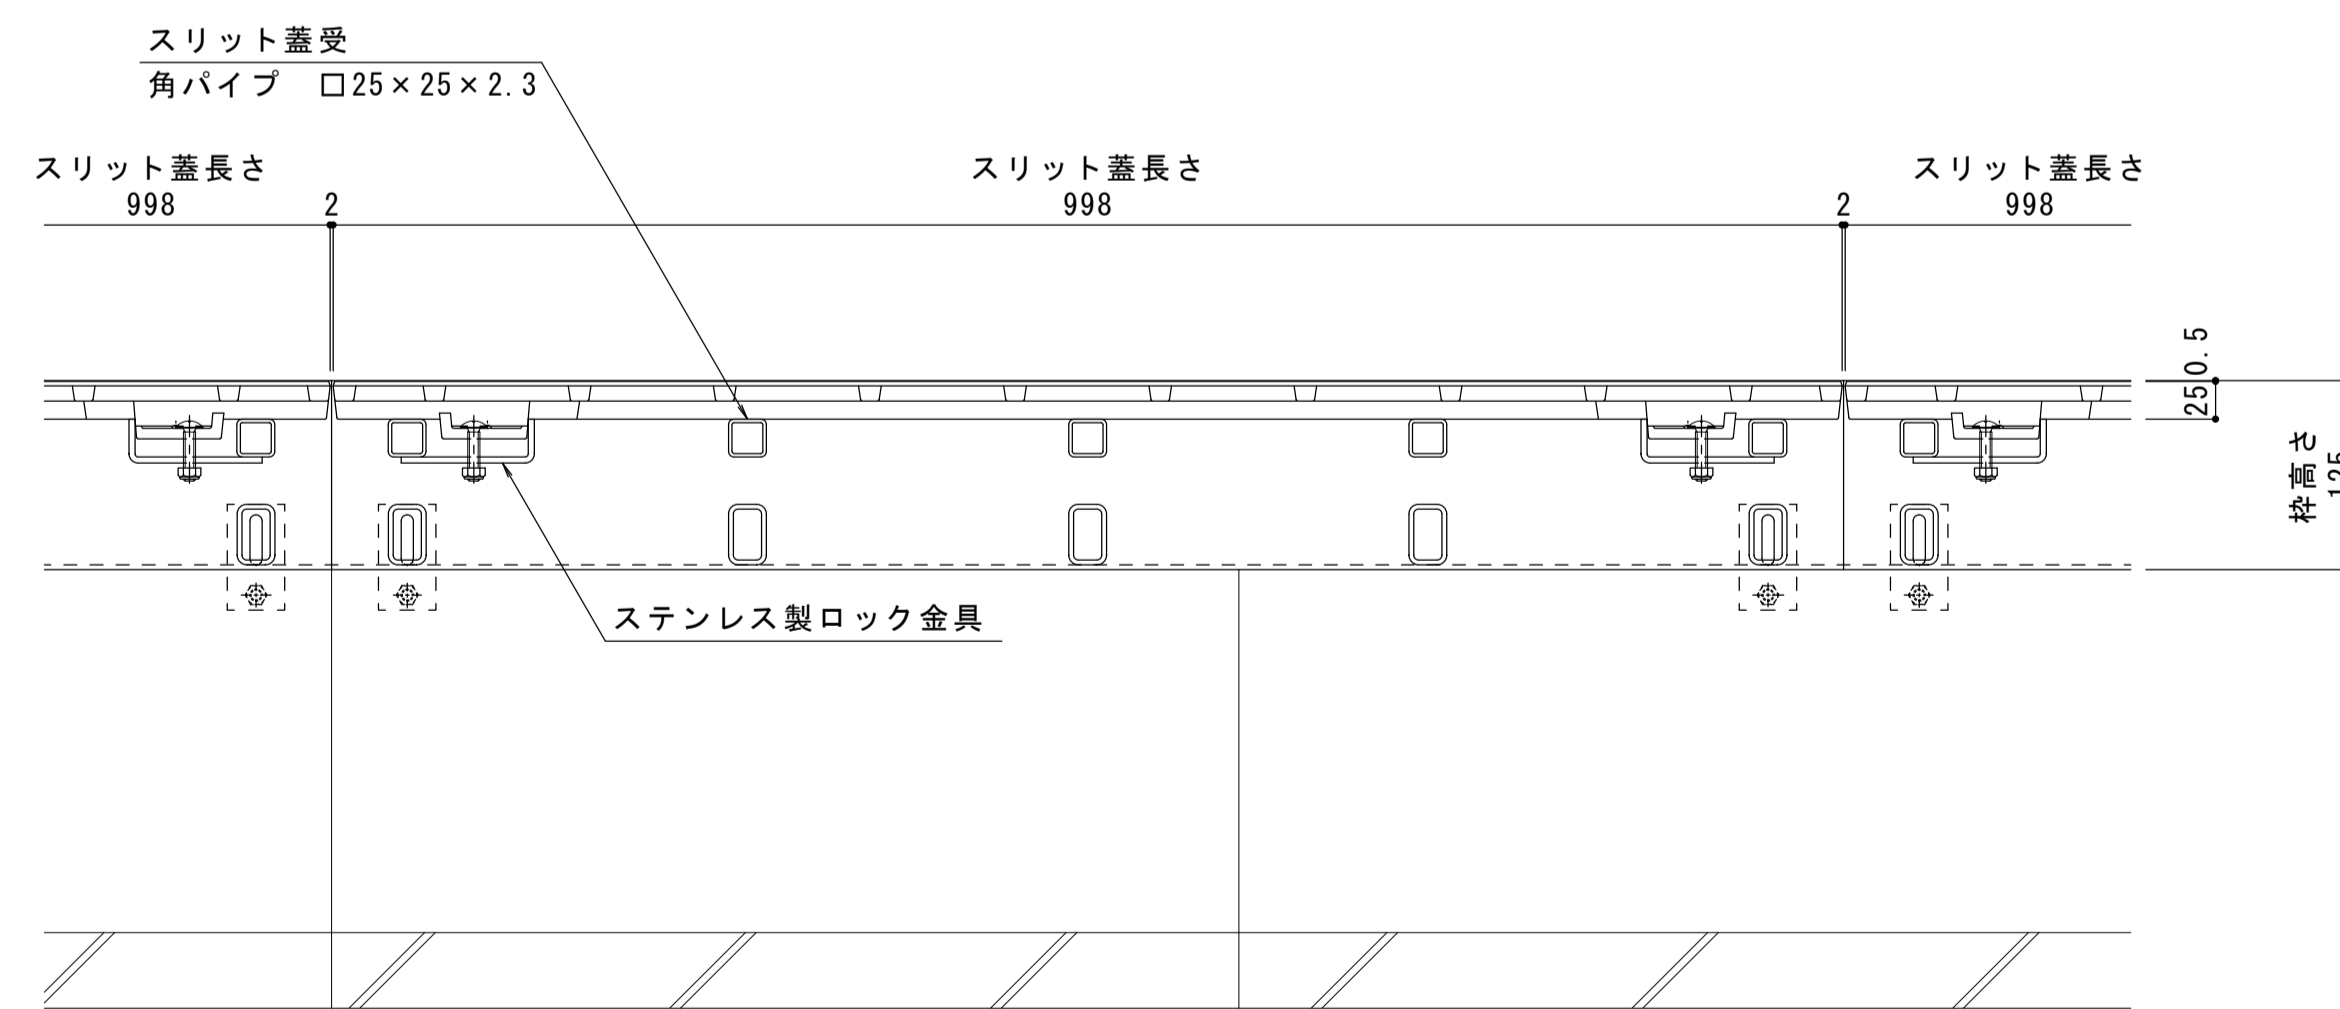 スリット蓋受
角パイプ □25×25×2.3
スリット蓋長さ
998
2
スリット蓋長さ
998
2
スリット蓋長さ
998
0.5
25
枠高さ
125
ステンレス製ロック金具